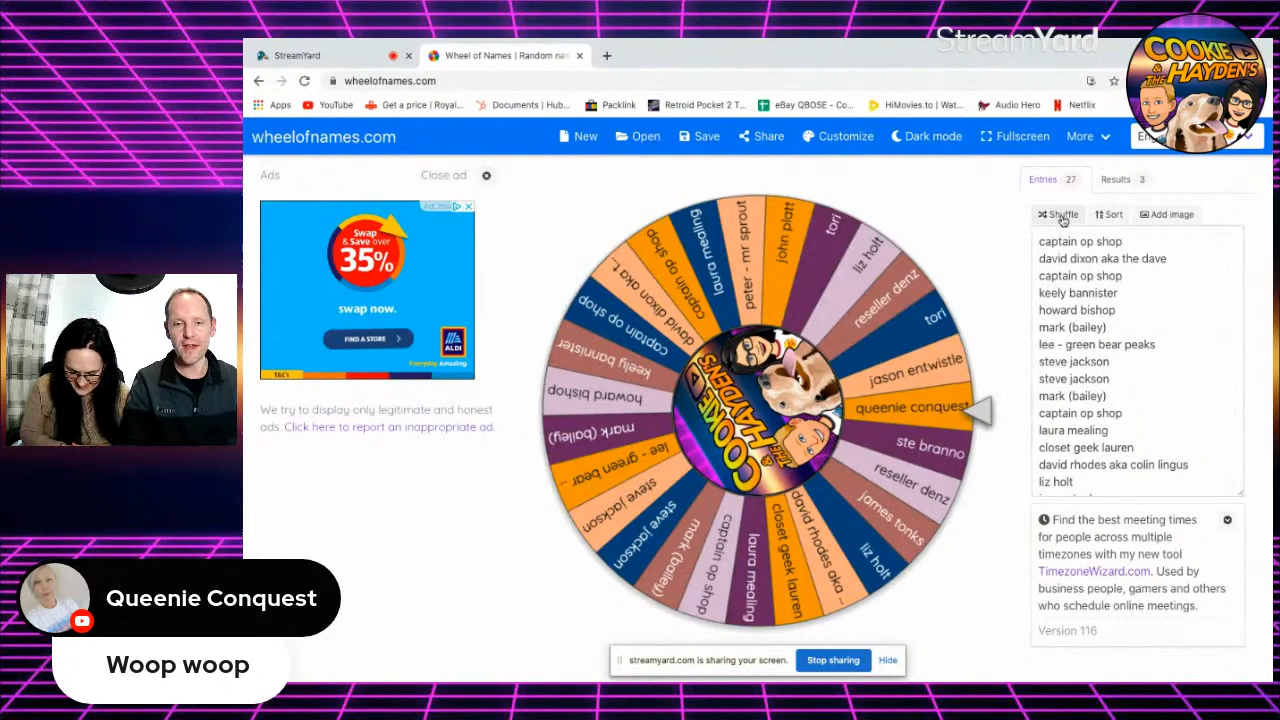 StreamYard
COOKIE
& THE HAYDEN'S
StreamYard
Wheel of Names | Random na
wheelofnames.com
Apps
YouTube
Get a price | Royal...
Documents | Hub...
Packlink
Retroid Pocket 2 T...
eBay QBOSE - Co...
HiMovies.to | Wat...
Audio Hero
Netflix
wheelofnames.com
New
Open
Save
Share
Customize
Dark mode
Fullscreen
More
Ads
Close ad
AdChoices
Swap
& Save over
35%
swap now.
FIND A STORE
ALDI
Everyday Amazing.
T&C's
We try to display only legitimate and honest
ads. Click here to report an inappropriate ad.
peter - mr sprout
john platt
tori
liz holt
reseller denz
tori
jason entwistle
queenie conquest
ste branno
reseller denz
james tonks
liz holt
david rhodes aka ...
closet geek lauren
laura mealing
captain op shop
mark (bailey)
steve jackson
steve jackson
lee - green bear ...
mark (bailey)
howard bishop
keely bannister
captain op shop
david dixon aka t...
captain op shop
laura mealing
COOKIE
& THE HAYDEN'S
Entries 27
Results 3
Shuffle
Sort
Add image
captain op shop
david dixon aka the dave
captain op shop
keely bannister
howard bishop
mark (bailey)
lee - green bear peaks
steve jackson
steve jackson
mark (bailey)
captain op shop
laura mealing
closet geek lauren
david rhodes aka colin lingus
liz holt
Find the best meeting times
for people across multiple
timezones with my new tool
TimezoneWizard.com. Used by
business people, gamers and others
who schedule online meetings.
Version 116
streamyard.com is sharing your screen.
Stop sharing
Hide
Queenie Conquest
Woop woop